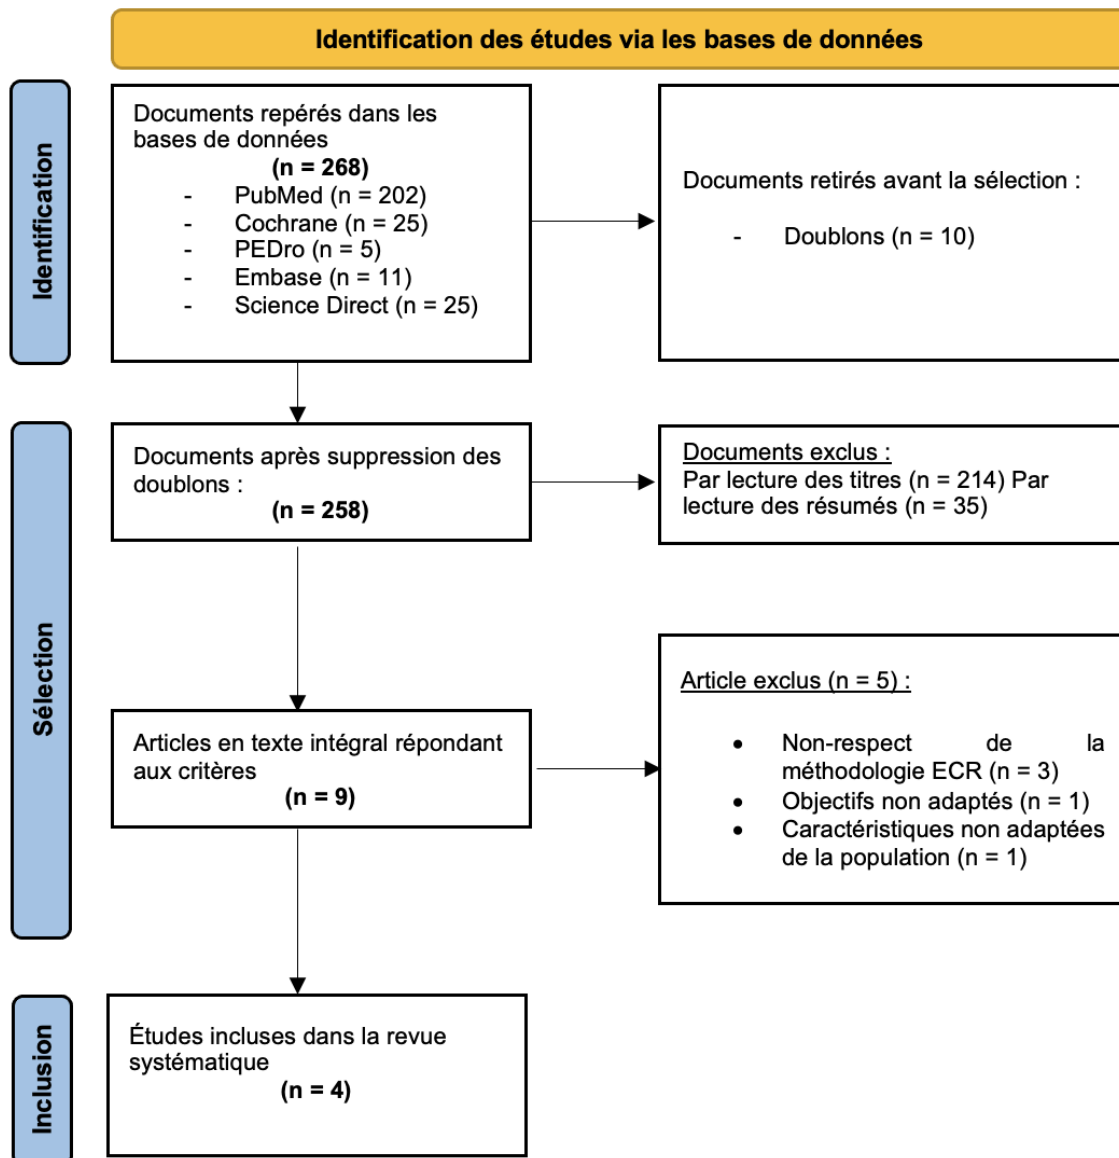 Identification des études via les bases de données
Identification
Documents repérés dans les
bases de données
(n = 268)
- PubMed (n = 202)
- Cochrane (n = 25)
- PEDro (n = 5)
- Embase (n = 11)
- Science Direct (n = 25)
Documents retirés avant la sélection :
- Doublons (n = 10)
Sélection
Documents après suppression des
doublons :
(n = 258)
Documents exclus :
Par lecture des titres (n = 214) Par
lecture des résumés (n = 35)
Articles en texte intégral répondant
aux critères
(n = 9)
Article exclus (n = 5) :
• Non-respect de la
méthodologie ECR (n = 3)
• Objectifs non adaptés (n = 1)
• Caractéristiques non adaptées
de la population (n = 1)
Inclusion
Études incluses dans la revue
systématique
(n = 4)